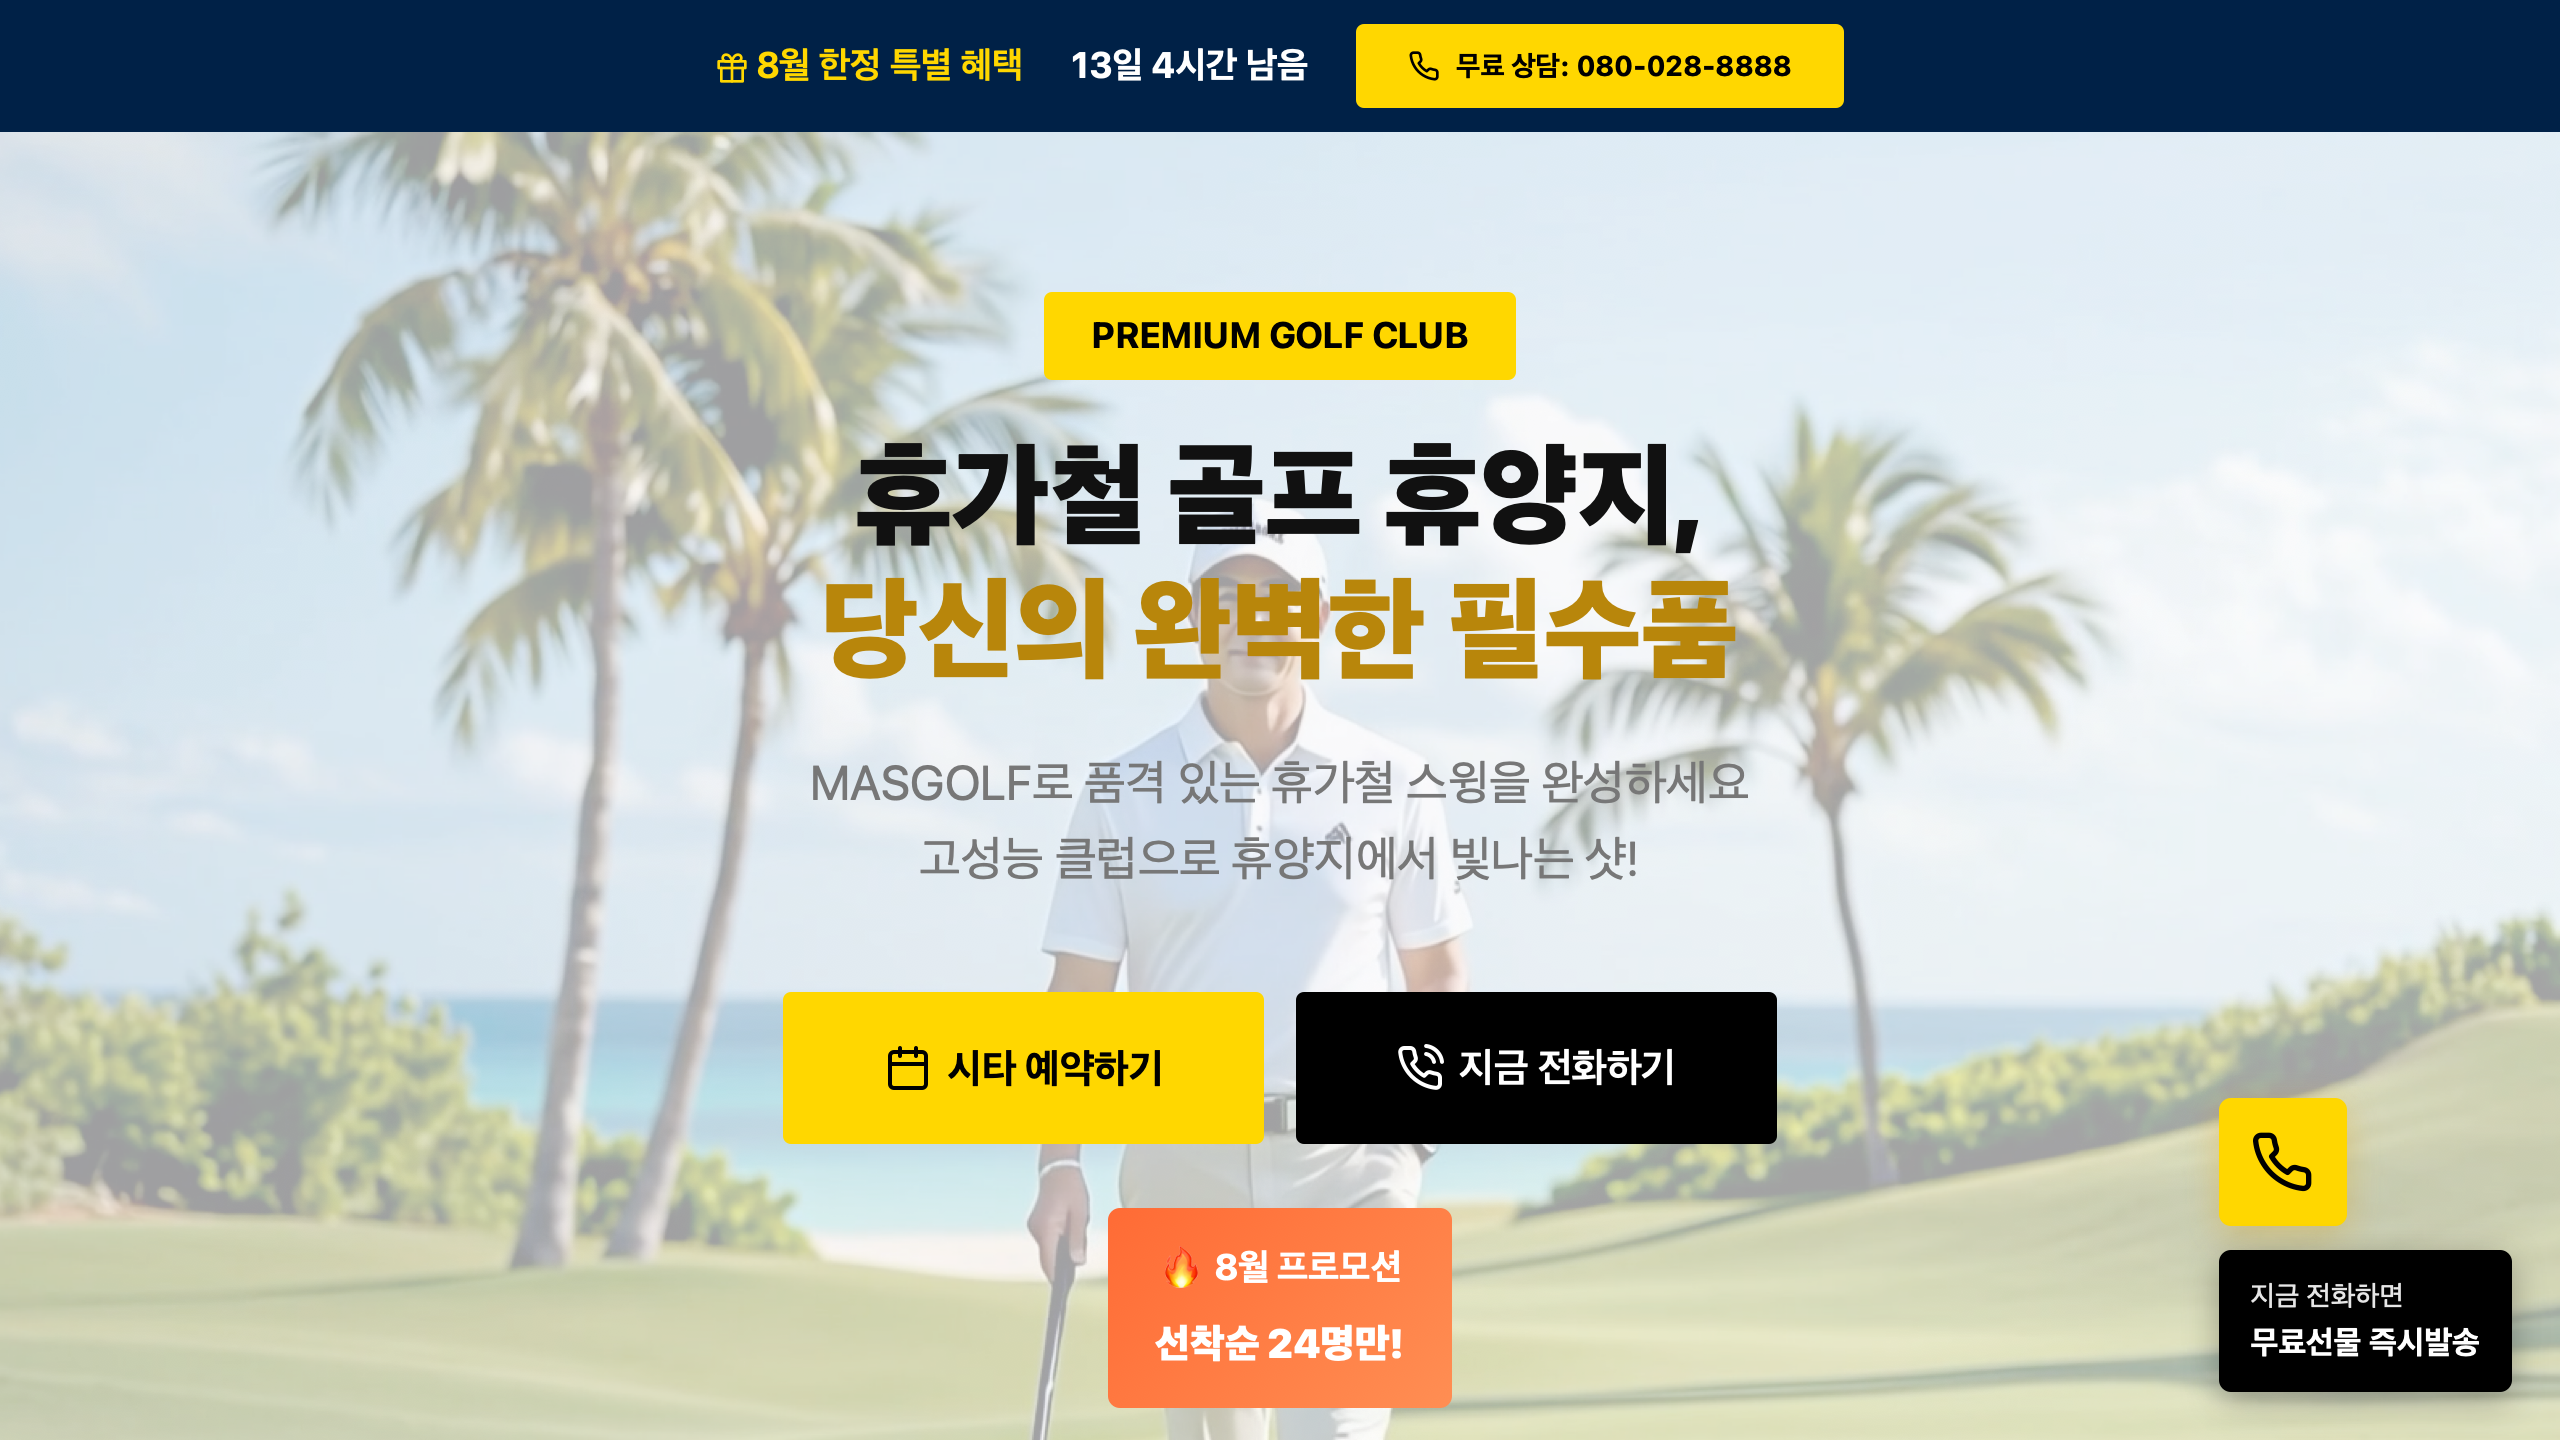 8월 한정 특별 혜택
13일 4시간 남음
무료 상담: 080-028-8888
PREMIUM GOLF CLUB
휴가철 골프 휴양지,
당신의 완벽한 필수품
MASGOLF로 품격 있는 휴가철 스윙을 완성하세요
고성능 클럽으로 휴양지에서 빛나는 샷!
시타 예약하기
지금 전화하기
🔥 8월 프로모션
선착순 24명만!
지금 전화하면
무료선물 즉시발송